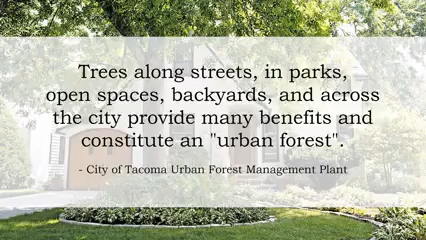 Trees along streets, in parks,
open spaces, backyards, and across
the city provide many benefits and
constitute an "urban forest".
- City of Tacoma Urban Forest Management Plant